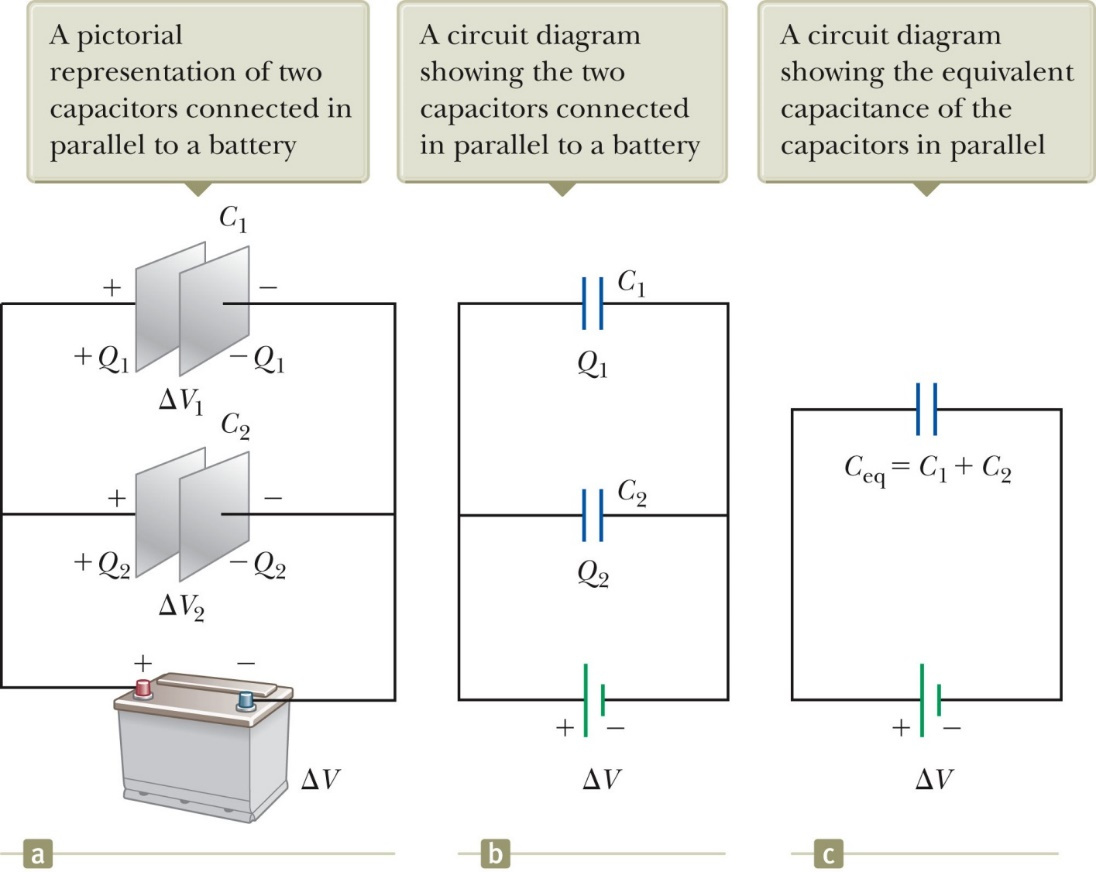 A pictorial
representation of two
capacitors connected in
parallel to a battery
C₁
+ −
+Q₁ −Q₁
ΔV₁
C₂
+ −
+Q₂ −Q₂
ΔV₂
+ −
ΔV
a
A circuit diagram
showing the two
capacitors connected
in parallel to a battery
C₁
Q₁
C₂
Q₂
+ −
ΔV
b
A circuit diagram
showing the equivalent
capacitance of the
capacitors in parallel
C_eq = C₁ + C₂
+ −
ΔV
c